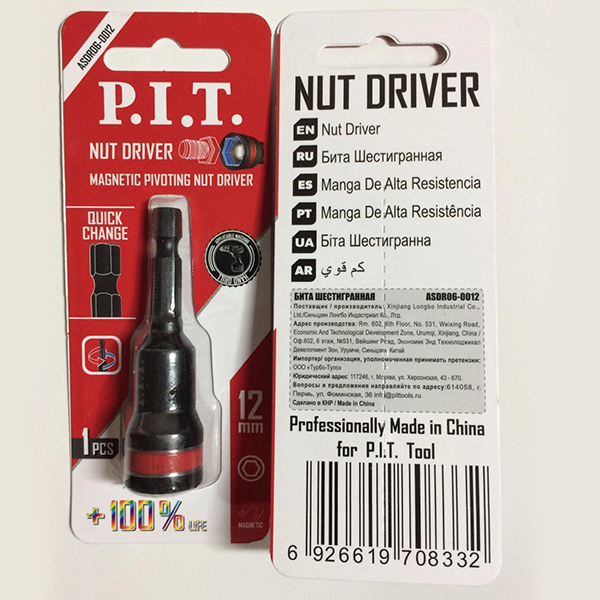 ASDR06-0012
P.I.T.
NUT DRIVER
MAGNETIC PIVOTING NUT DRIVER
QUICK
CHANGE
APPLICABLE MACHINE
HAND DRILL
12
mm
1 PCS
+100% LIFE
MAGNETIC
NUT DRIVER
EN Nut Driver
RU Бита Шестигранная
ES Manga De Alta Resistencia
PT Manga De Alta Resistência
UA Біта Шестигранна
AR كم قوي
БИТА ШЕСТИГРАННАЯ ASDR06-0012
Поставщик / производитель: Xinjiang Longbo Industrial Co.,
Ltd./Синьцзян Лонгбо Индастриал Ко., Лтд.
Адрес производства: Rm. 602, 6th Floor, No. 531, Weixing Road,
Economic And Technological Development Zone, Urumqi, Xinjiang, China /
Оф.602, 6 этаж, №531, Вейшинг Роад, Экономик Энд Технолоджикал
Девелопмент Зон, Урумчи, Синьцзян, Китай
Организация, уполномоченная принимать претензии:
ООО «Турбо-Тулс»
Юридический адрес: 117246, г. Москва, ул. Херсонская, 43 - 670.
Вопросы и предложения направляйте по адресу: 614058, г.
Пермь, ул. Фоминская, 36 info@pittools.ru
Сделано в КНР / Made in China
Professionally Made in China
for P.I.T. Tool
6 926619 708332